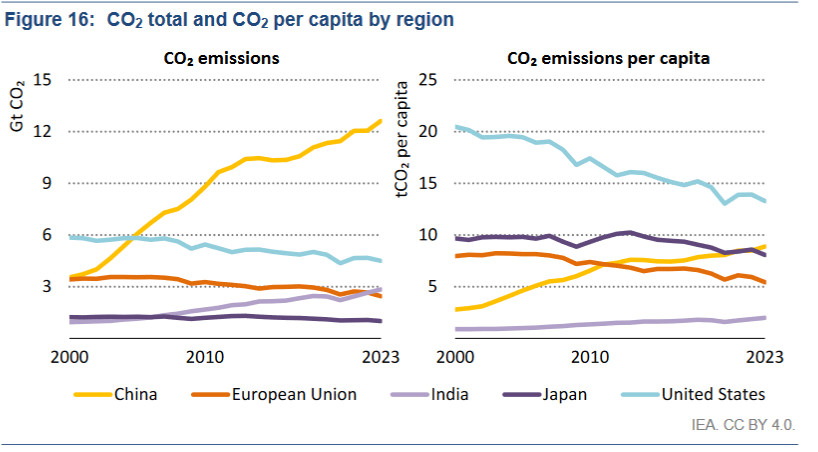 Figure 16: CO₂ total and CO₂ per capita by region
CO₂ emissions
Gt CO₂
15
12
9
6
3
2000 2010 2023
CO₂ emissions per capita
tCO₂ per capita
25
20
15
10
5
2000 2010 2023
China European Union India Japan United States
IEA. CC BY 4.0.